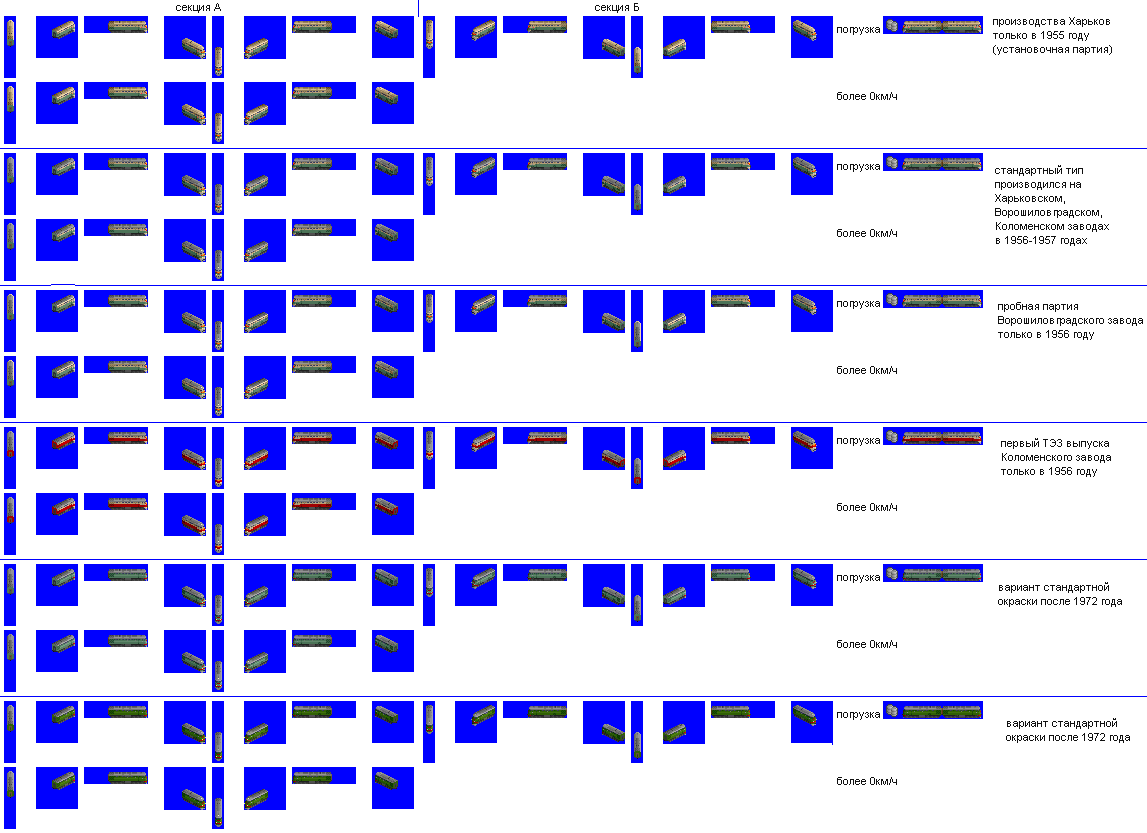 секция А
секция Б
погрузка
производства Харьков
только в 1955 году
(установочная партия)
более 0км/ч
погрузка
стандартный тип
производился на
Харьковском,
Ворошиловградском,
Коломенском заводах
в 1956-1957 годах
более 0км/ч
погрузка
пробная партия
Ворошиловградского завода
только в 1956 году
более 0км/ч
погрузка
первый ТЭЗ выпуска
Коломенского завода
только в 1956 году
более 0км/ч
погрузка
вариант стандартной
окраски после 1972 года
более 0км/ч
погрузка
вариант стандартной
окраски после 1972 года
более 0км/ч